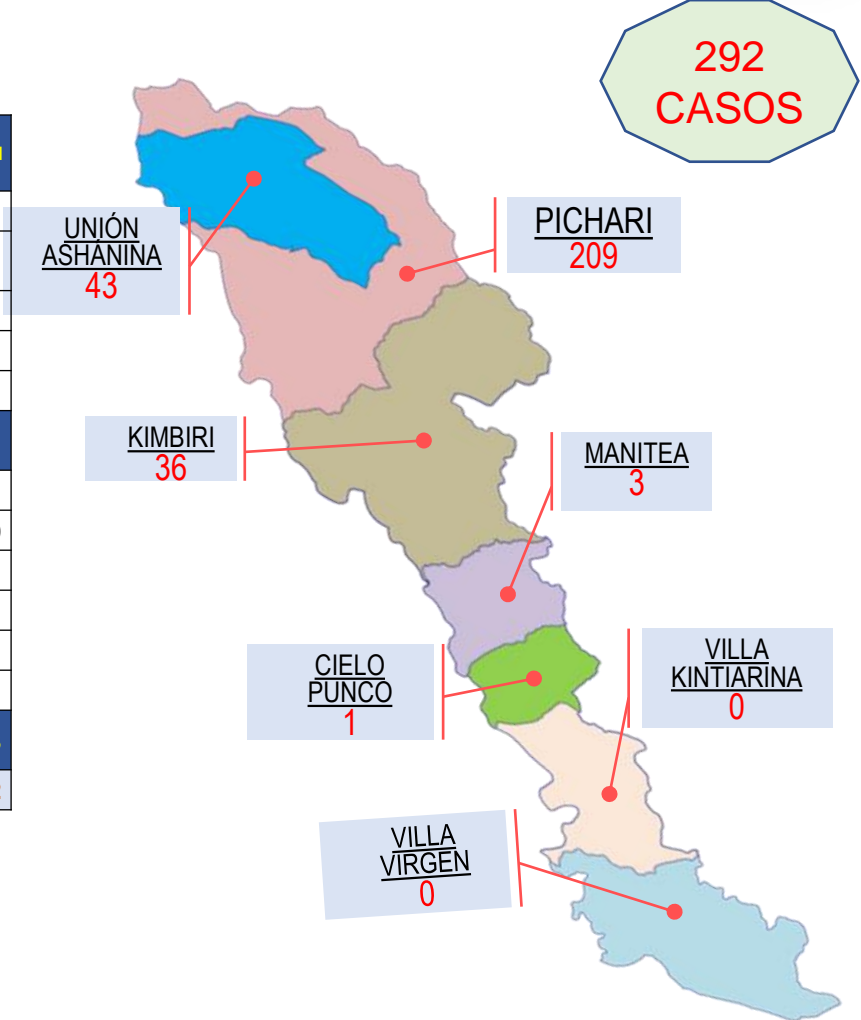 292
CASOS
UNIÓN
ASHÁNINA
43
PICHARI
209
KIMBIRI
36
MANITEA
3
CIELO
PUNCO
1
VILLA
KINTIARINA
0
VILLA
VIRGEN
0